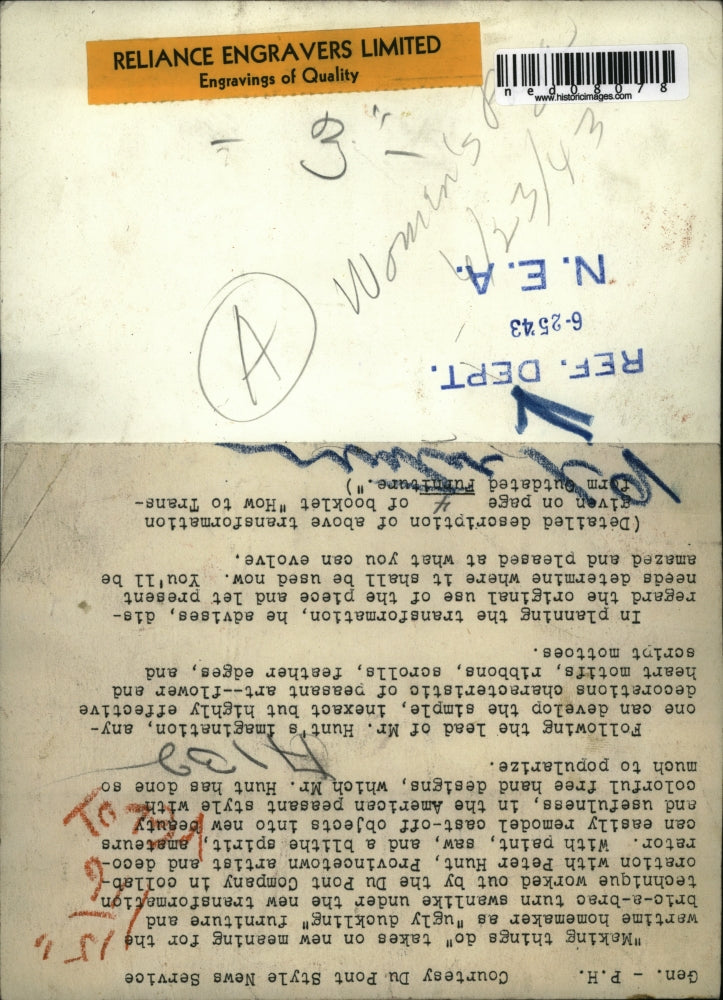 RELIANCE ENGRAVERS LIMITED
Engravings of Quality
ned08078
www.historicimages.com
- 3" -
Women's
6/23/43
A
N.E.A.
6-25 43
REF. DEPT.
Gen. - P.H. Courtesy Du Pont Style News Service
"Making things do" takes on new meaning for the
wartime homemaker as "ugly duckling" furniture and
bric-a-brac turn swanlike under the new transformation
technique worked out by the Du Pont Company in collab-
oration with Peter Hunt, Provincetown artist and deco-
rator. With paint, saw, and a blithe spirit, amateurs
can easily remodel cast-off objects into new beauty
and usefulness, in the American peasant style with
colorful free hand designs, which Mr. Hunt has done so
much to popularize.
Following the lead of Mr. Hunt's imagination, any-
one can develop the simple, inexact but highly effective
decorations characteristic of peasant art--flower and
heart motifs, ribbons, scrolls, feather edges, and
script mottoes.
In planning the transformation, he advises, dis-
regard the original use of the piece and let present
needs determine where it shall be used now. You'll be
amazed and pleased at what you can evolve.
(Detailed description of above transformation
given on page 4 of booklet "How to Trans-
form Outdated Furniture.")